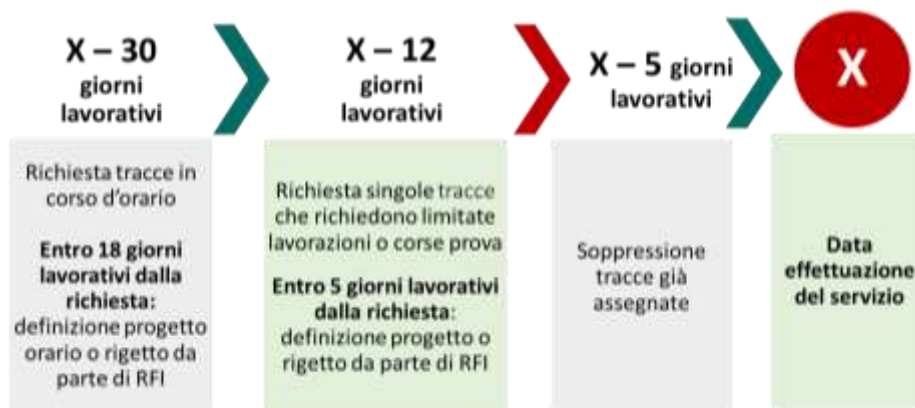 X – 30
giorni
lavorativi
Richiesta tracce in
corso d'orario
Entro 18 giorni
lavorativi dalla
richiesta:
definizione progetto
orario o rigetto da
parte di RFI
X – 12
giorni
lavorativi
Richiesta singole tracce
che richiedono limitate
lavorazioni o corse prova
Entro 5 giorni lavorativi
dalla richiesta:
definizione progetto o
rigetto da parte di RFI
X – 5 giorni
lavorativi
Soppressione
tracce già
assegnate
X
Data
effettuazione
del servizio